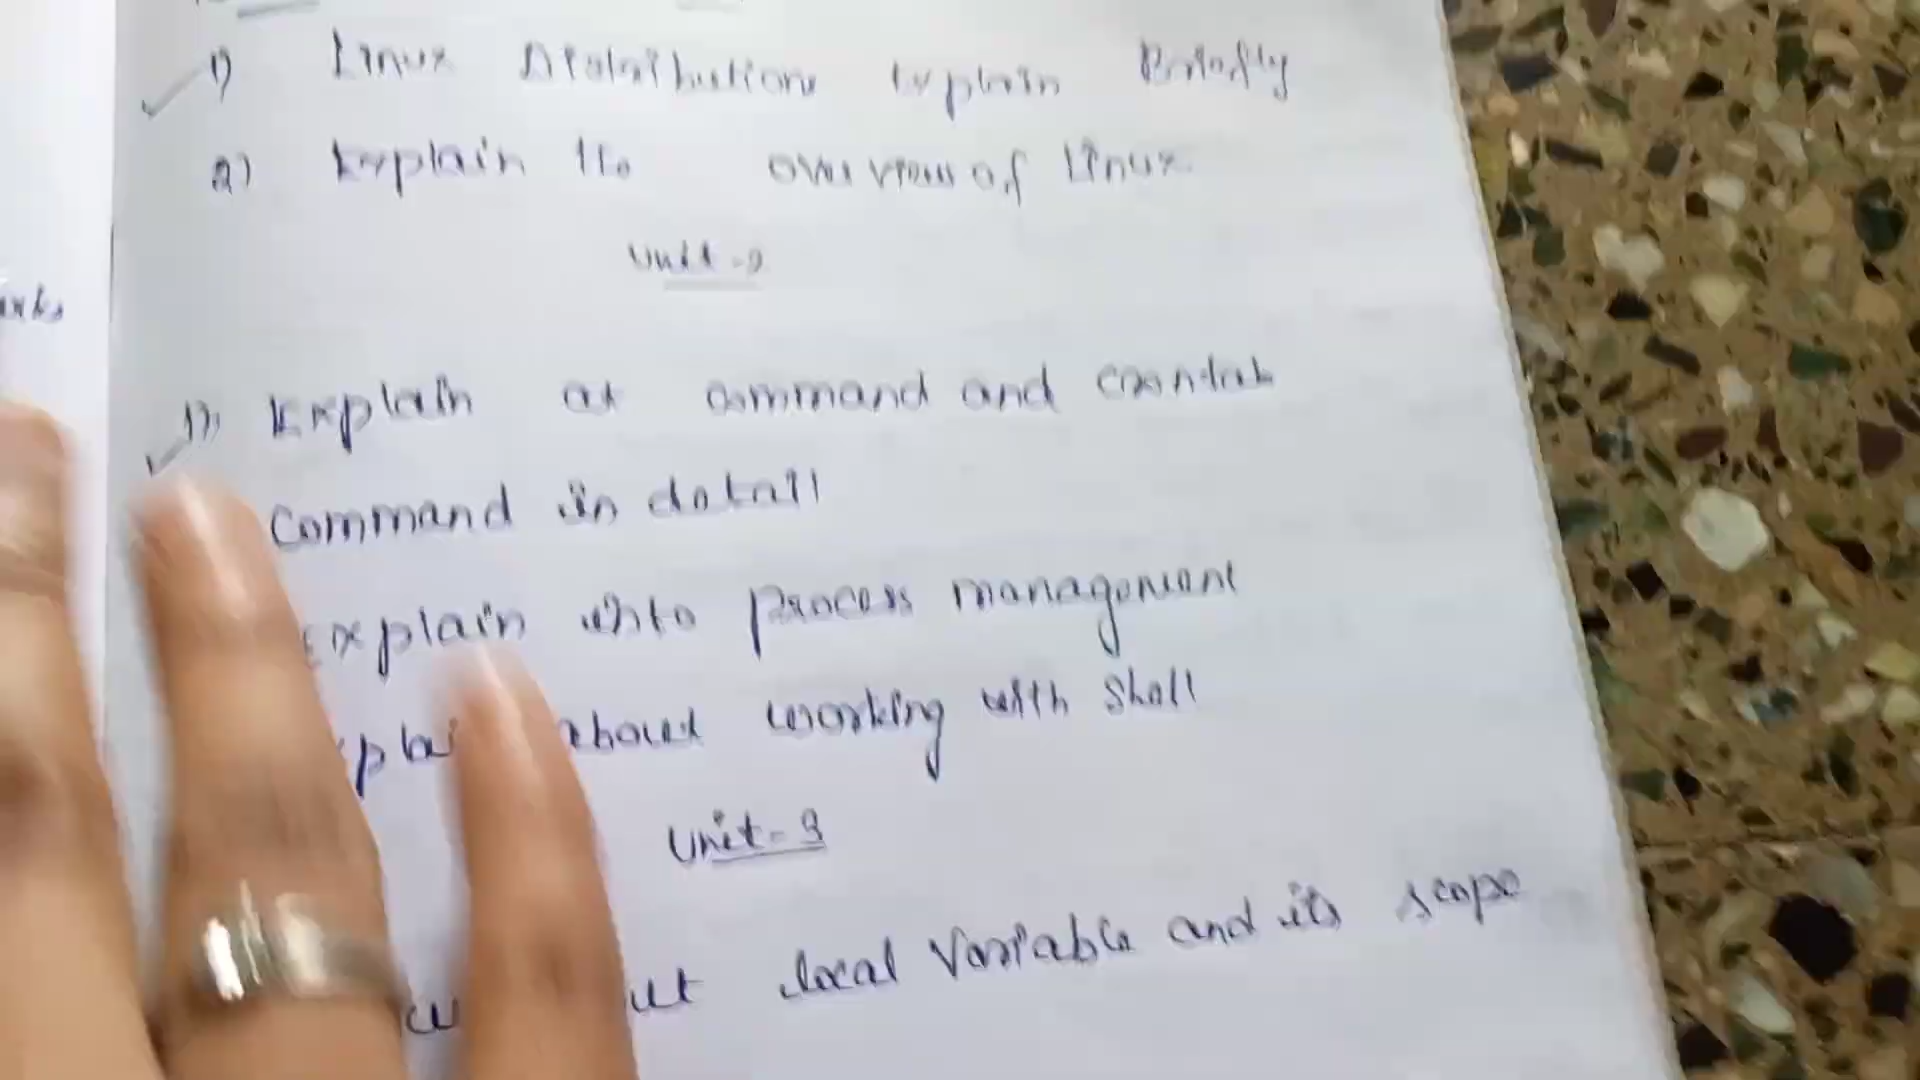 1) Linux Distributions Explain Briefly
2) Explain the overview of Linux.
Unit-2
1) Explain at command and crontab
command in detail
Explain into process management
about working with shell
Unit-3
local Variable and its scope